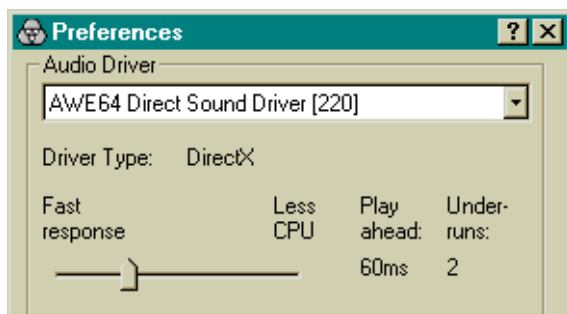 Preferences
Audio Driver
AWE64 Direct Sound Driver [220]
Driver Type: DirectX
Fast response
Less CPU
Play ahead:
Under-runs:
60ms 2